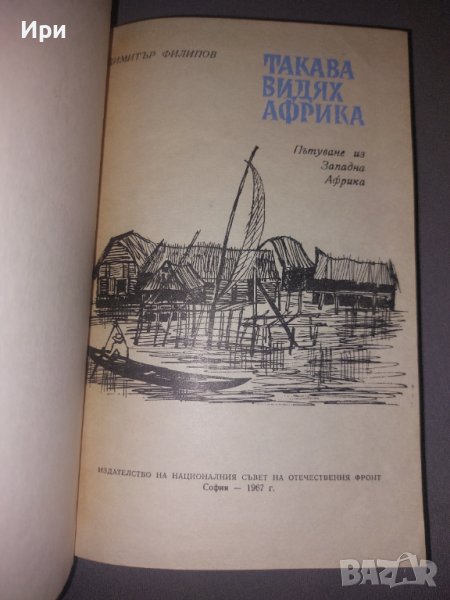 Ири
ДИМИТЪР ФИЛИПОВ
ТАКАВА
ВИДЯХ
АФРИКА
Пътуване из
Западна
Африка
ИЗДАТЕЛСТВО НА НАЦИОНАЛНИЯ СЪВЕТ НА ОТЕЧЕСТВЕНИЯ ФРОНТ
София — 1967 г.
BAZAR